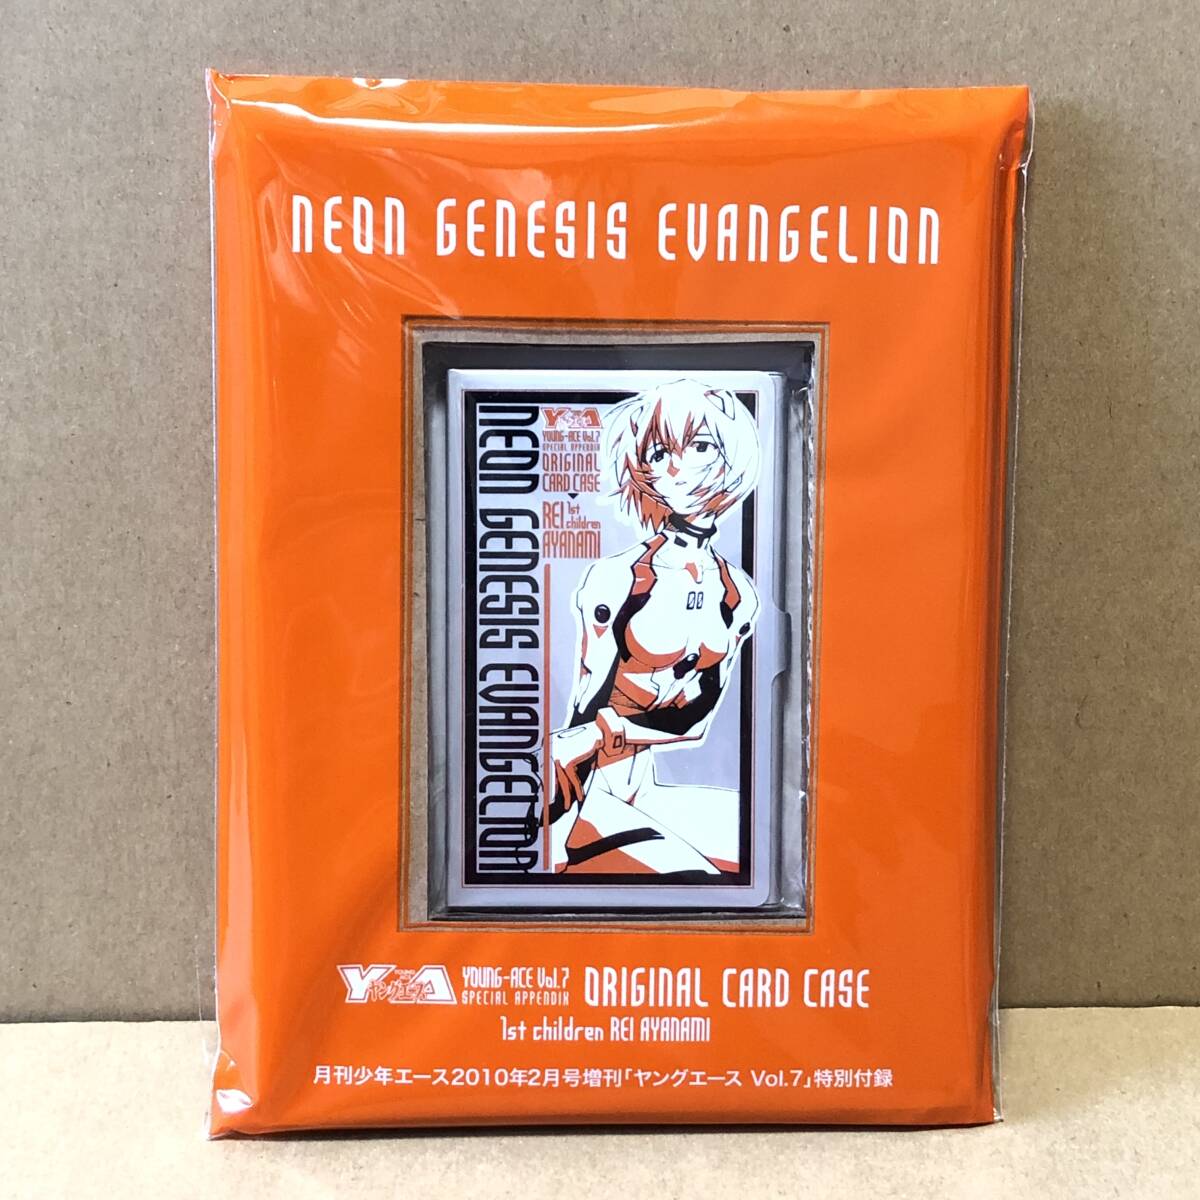 NEON GENESIS EVANGELION
NEON GENESIS EVANGELION
YA
YOUNG-ACE Vol.7
SPECIAL APPENDIX
ORIGINAL
CARD CASE
REI 1st children
AYANAMI
00
YOUNG ACE
YA
ヤングエース
YOUNG-ACE Vol.7
SPECIAL APPENDIX
ORIGINAL CARD CASE
1st children REI AYANAMI
月刊少年エース2010年2月号増刊「ヤングエース Vol.7」特別付録